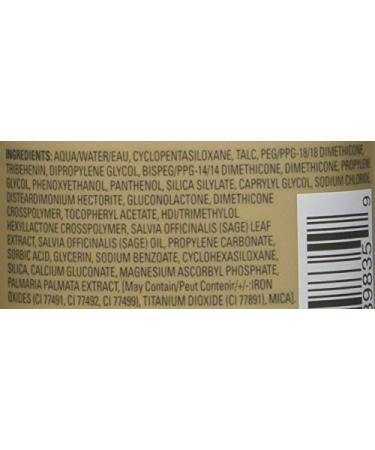 INGREDIENTS: AQUA/WATER/EAU, CYCLOPENTASILOXANE, TALC, PEG/PPG-18/18 DIMETHICONE,
TRIBEHENIN, DIPROPYLENE GLYCOL, BISPEG/PPG-14/14 DIMETHICONE, DIMETHICONE, PROPYLENE
GLYCOL, PHENOXYETHANOL, PANTHENOL, SILICA SILYLATE, CAPRYLYL GLYCOL, SODIUM CHLORIDE,
DISTEARDIMONIUM HECTORITE, GLUCONOLACTONE, DIMETHICONE
CROSSPOLYMER, TOCOPHERYL ACETATE, HDI/TRIMETHYLOL
HEXYLLACTONE CROSSPOLYMER, SALVIA OFFICINALIS (SAGE) LEAF
EXTRACT, SALVIA OFFICINALIS (SAGE) OIL, PROPYLENE CARBONATE,
SORBIC ACID, GLYCERIN, SODIUM BENZOATE, CYCLOHEXASILOXANE,
SILICA, CALCIUM GLUCONATE, MAGNESIUM ASCORBYL PHOSPHATE,
PALMARIA PALMATA EXTRACT, [May Contain/Peut Contenir/+/-:IRON
OXIDES (CI 77491, CI 77492, CI 77499), TITANIUM DIOXIDE (CI 77891), MICA].
39835 9